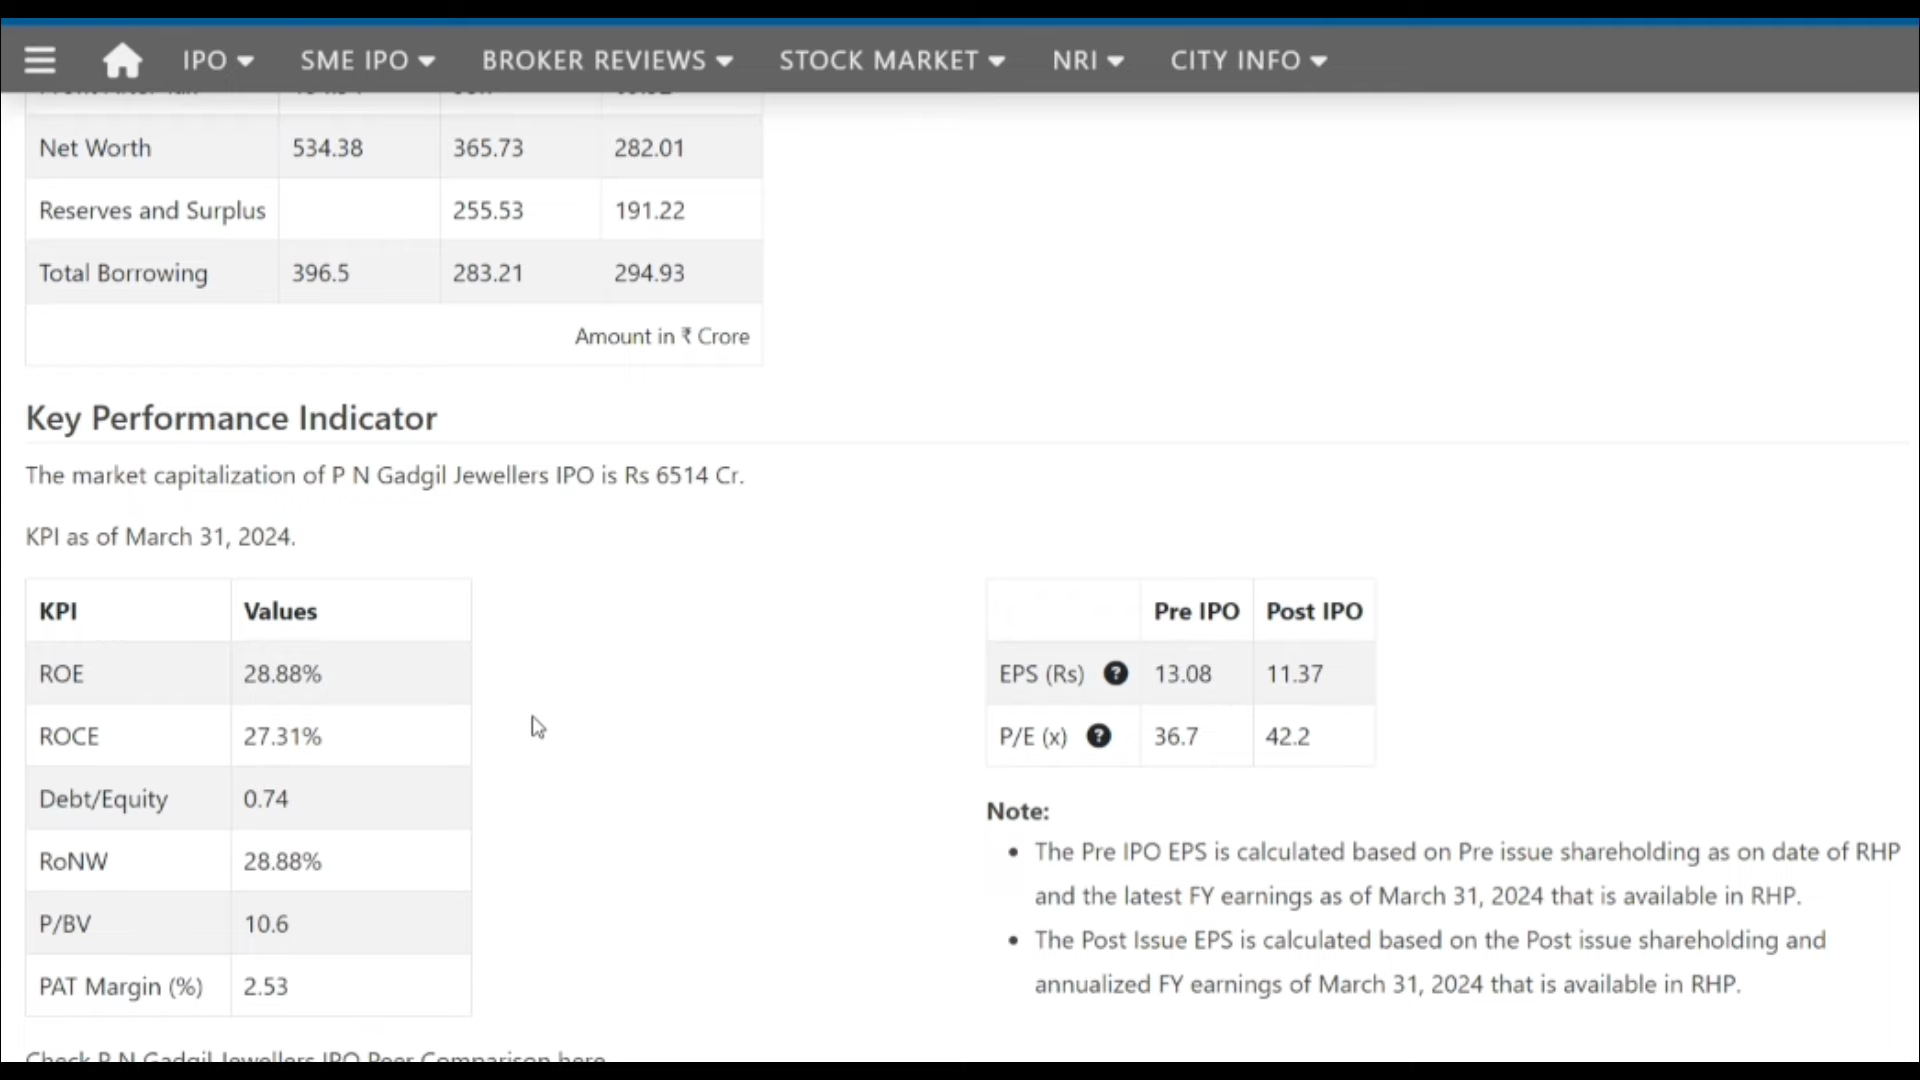 IPO SME IPO BROKER REVIEWS STOCK MARKET NRI CITY INFO
Net Worth 534.38 365.73 282.01
Reserves and Surplus 255.53 191.22
Total Borrowing 396.5 283.21 294.93
Amount in ₹ Crore
Key Performance Indicator
The market capitalization of P N Gadgil Jewellers IPO is Rs 6514 Cr.
KPI as of March 31, 2024.
KPI Values
ROE 28.88%
ROCE 27.31%
Debt/Equity 0.74
RoNW 28.88%
P/BV 10.6
PAT Margin (%) 2.53
Pre IPO Post IPO
EPS (Rs) ? 13.08 11.37
P/E (x) ? 36.7 42.2
Note:
• The Pre IPO EPS is calculated based on Pre issue shareholding as on date of RHP
and the latest FY earnings as of March 31, 2024 that is available in RHP.
• The Post Issue EPS is calculated based on the Post issue shareholding and
annualized FY earnings of March 31, 2024 that is available in RHP.
Check P N Gadgil Jewellers IPO Peer Comparison here